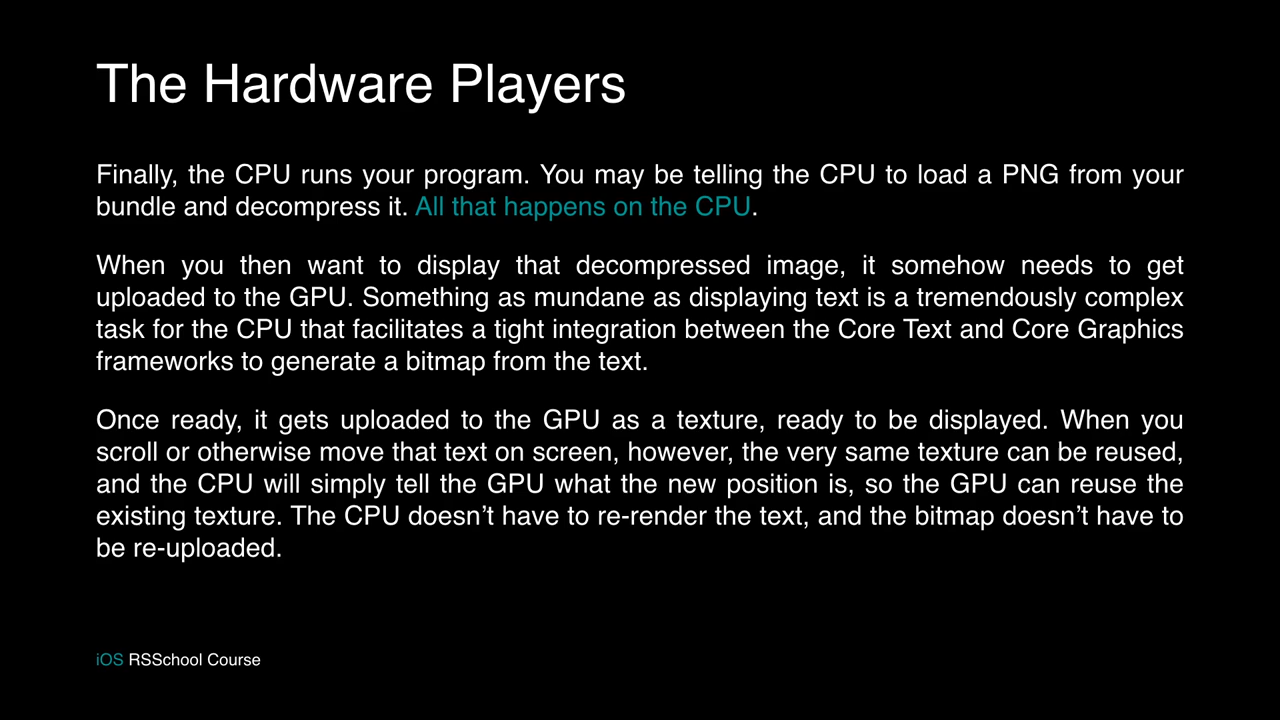 The Hardware Players
Finally, the CPU runs your program. You may be telling the CPU to load a PNG from your
bundle and decompress it. All that happens on the CPU.
When you then want to display that decompressed image, it somehow needs to get
uploaded to the GPU. Something as mundane as displaying text is a tremendously complex
task for the CPU that facilitates a tight integration between the Core Text and Core Graphics
frameworks to generate a bitmap from the text.
Once ready, it gets uploaded to the GPU as a texture, ready to be displayed. When you
scroll or otherwise move that text on screen, however, the very same texture can be reused,
and the CPU will simply tell the GPU what the new position is, so the GPU can reuse the
existing texture. The CPU doesn’t have to re-render the text, and the bitmap doesn’t have to
be re-uploaded.
iOS RSSchool Course